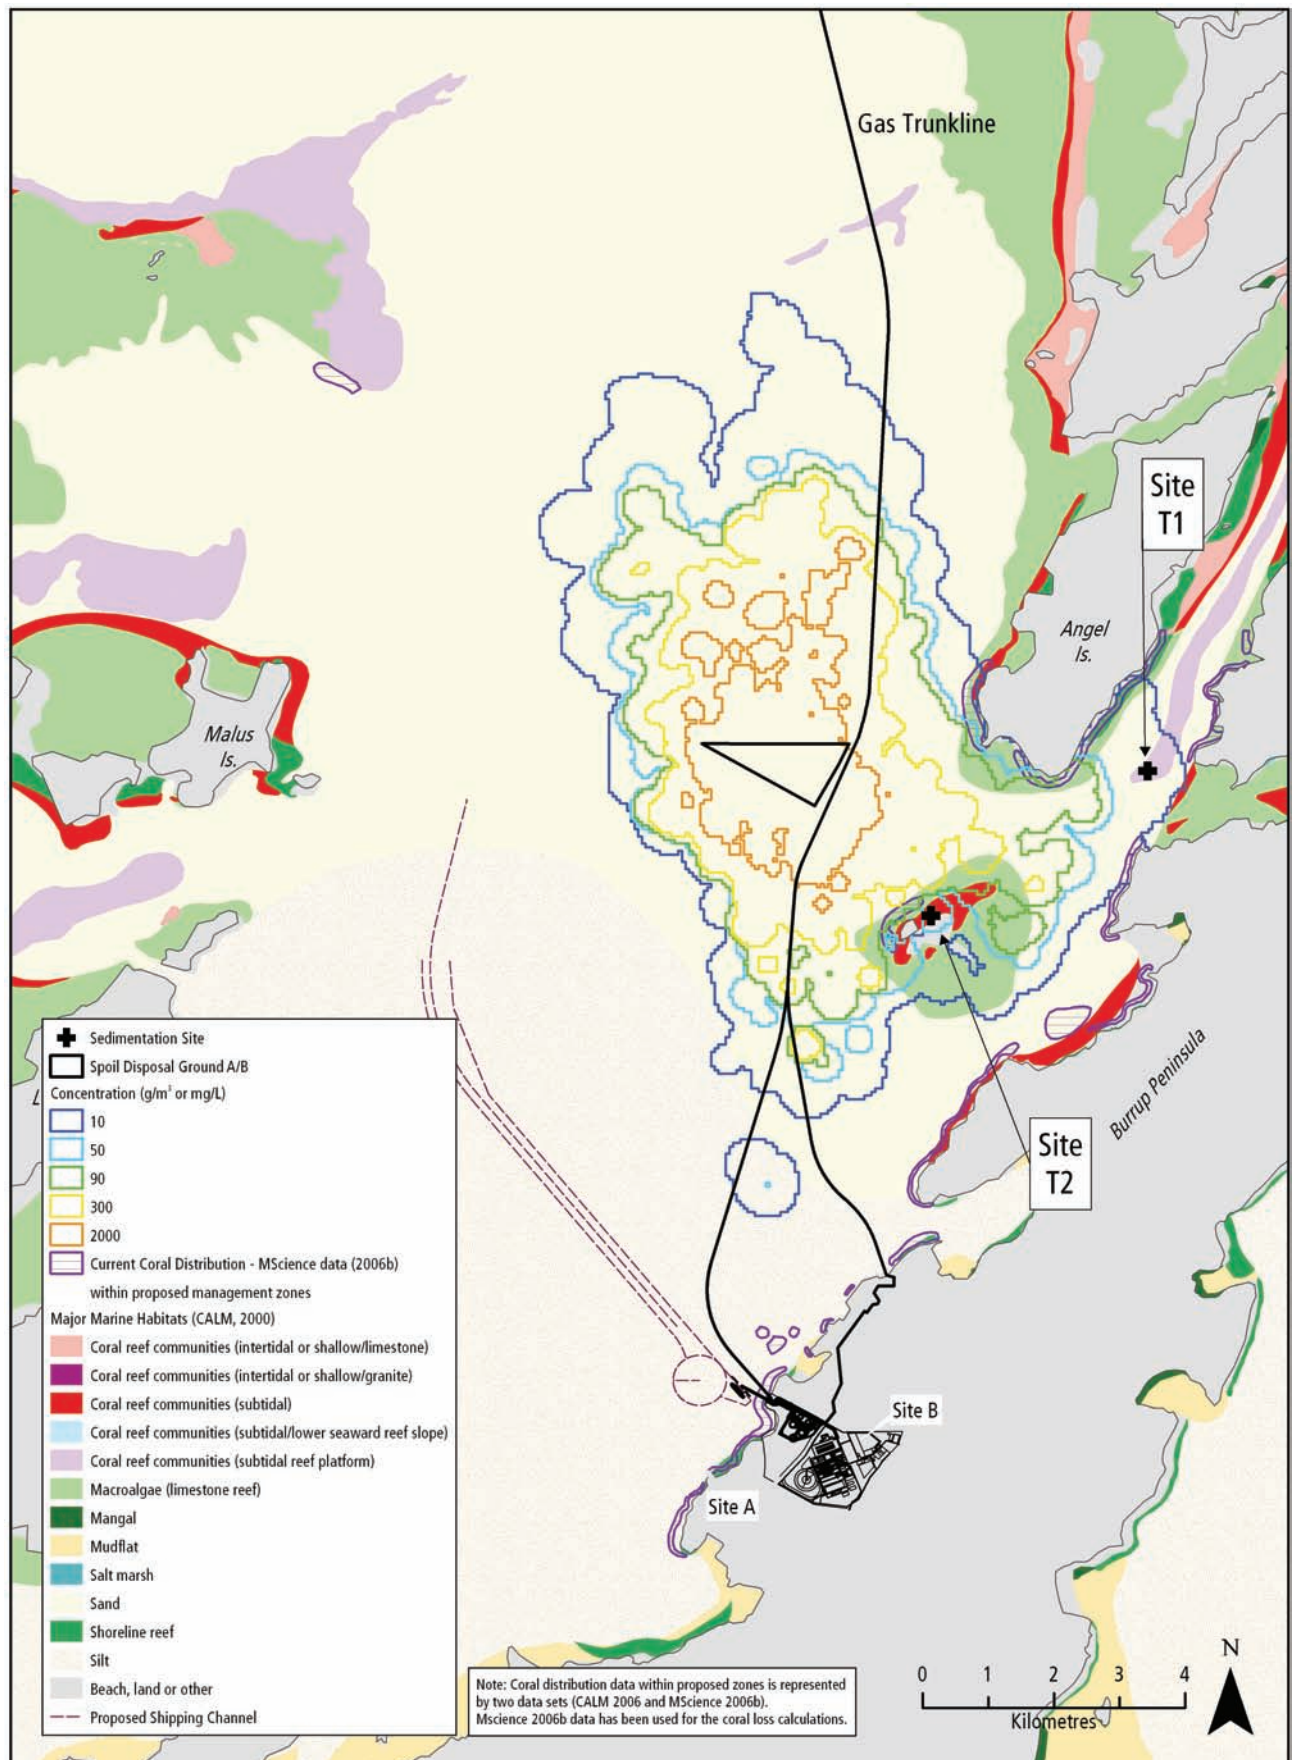 Gas Trunkline
Site
T1
Angel
Is.
Malus
Is.
Burrup Peninsula
Site
T2
Site B
Site A
L
Sedimentation Site
Spoil Disposal Ground A/B
Concentration (g/m³ or mg/L)
10
50
90
300
2000
Current Coral Distribution - MScience data (2006b)
within proposed management zones
Major Marine Habitats (CALM, 2000)
Coral reef communities (intertidal or shallow/limestone)
Coral reef communities (intertidal or shallow/granite)
Coral reef communities (subtidal)
Coral reef communities (subtidal/lower seaward reef slope)
Coral reef communities (subtidal reef platform)
Macroalgae (limestone reef)
Mangal
Mudflat
Salt marsh
Sand
Shoreline reef
Silt
Beach, land or other
Proposed Shipping Channel
Note: Coral distribution data within proposed zones is represented
by two data sets (CALM 2006 and MScience 2006b).
Mscience 2006b data has been used for the coral loss calculations.
0 1 2 3 4
Kilometres
N